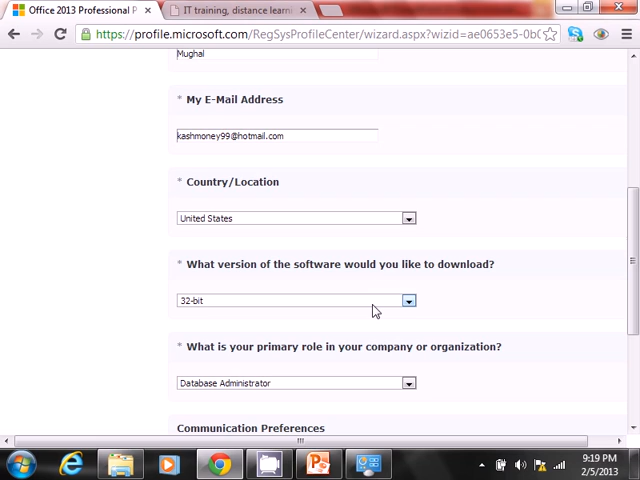 Office 2013 Professional P
IT training, distance learn
https://profile.microsoft.com/RegSysProfileCenter/wizard.aspx?wizid=ae0653e5-0b0
Mughal
* My E-Mail Address
kashmoney99@hotmail.com
* Country/Location
United States
* What version of the software would you like to download?
32-bit
* What is your primary role in your company or organization?
Database Administrator
Communication Preferences
9:19 PM
2/5/2013